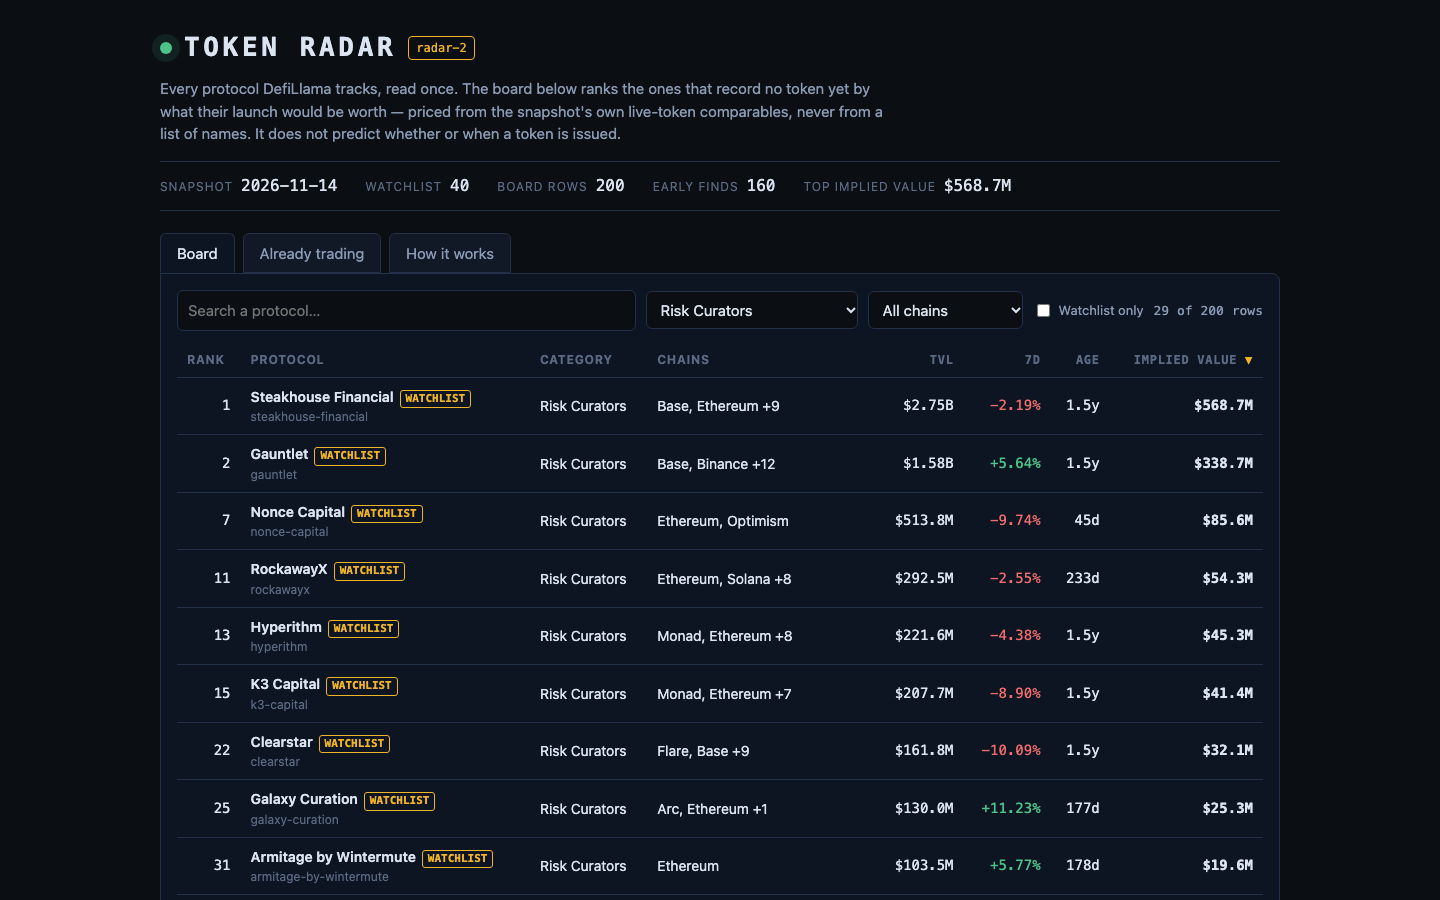 TOKEN RADAR radar-2
Every protocol DefiLlama tracks, read once. The board below ranks the ones that record no token yet by
what their launch would be worth — priced from the snapshot's own live-token comparables, never from a
list of names. It does not predict whether or when a token is issued.
SNAPSHOT 2026-11-14 WATCHLIST 40 BOARD ROWS 200 EARLY FINDS 160 TOP IMPLIED VALUE $568.7M
Board Already trading How it works
Search a protocol... Risk Curators All chains Watchlist only 29 of 200 rows
RANK PROTOCOL CATEGORY CHAINS TVL 7D AGE IMPLIED VALUE ▼
1 Steakhouse Financial WATCHLIST Risk Curators Base, Ethereum +9 $2.75B -2.19% 1.5y $568.7M
steakhouse-financial
2 Gauntlet WATCHLIST Risk Curators Base, Binance +12 $1.58B +5.64% 1.5y $338.7M
gauntlet
7 Nonce Capital WATCHLIST Risk Curators Ethereum, Optimism $513.8M -9.74% 45d $85.6M
nonce-capital
11 RockawayX WATCHLIST Risk Curators Ethereum, Solana +8 $292.5M -2.55% 233d $54.3M
rockawayx
13 Hyperithm WATCHLIST Risk Curators Monad, Ethereum +8 $221.6M -4.38% 1.5y $45.3M
hyperithm
15 K3 Capital WATCHLIST Risk Curators Monad, Ethereum +7 $207.7M -8.90% 1.5y $41.4M
k3-capital
22 Clearstar WATCHLIST Risk Curators Flare, Base +9 $161.8M -10.09% 1.5y $32.1M
clearstar
25 Galaxy Curation WATCHLIST Risk Curators Arc, Ethereum +1 $130.0M +11.23% 177d $25.3M
galaxy-curation
31 Armitage by Wintermute WATCHLIST Risk Curators Ethereum $103.5M +5.77% 178d $19.6M
armitage-by-wintermute